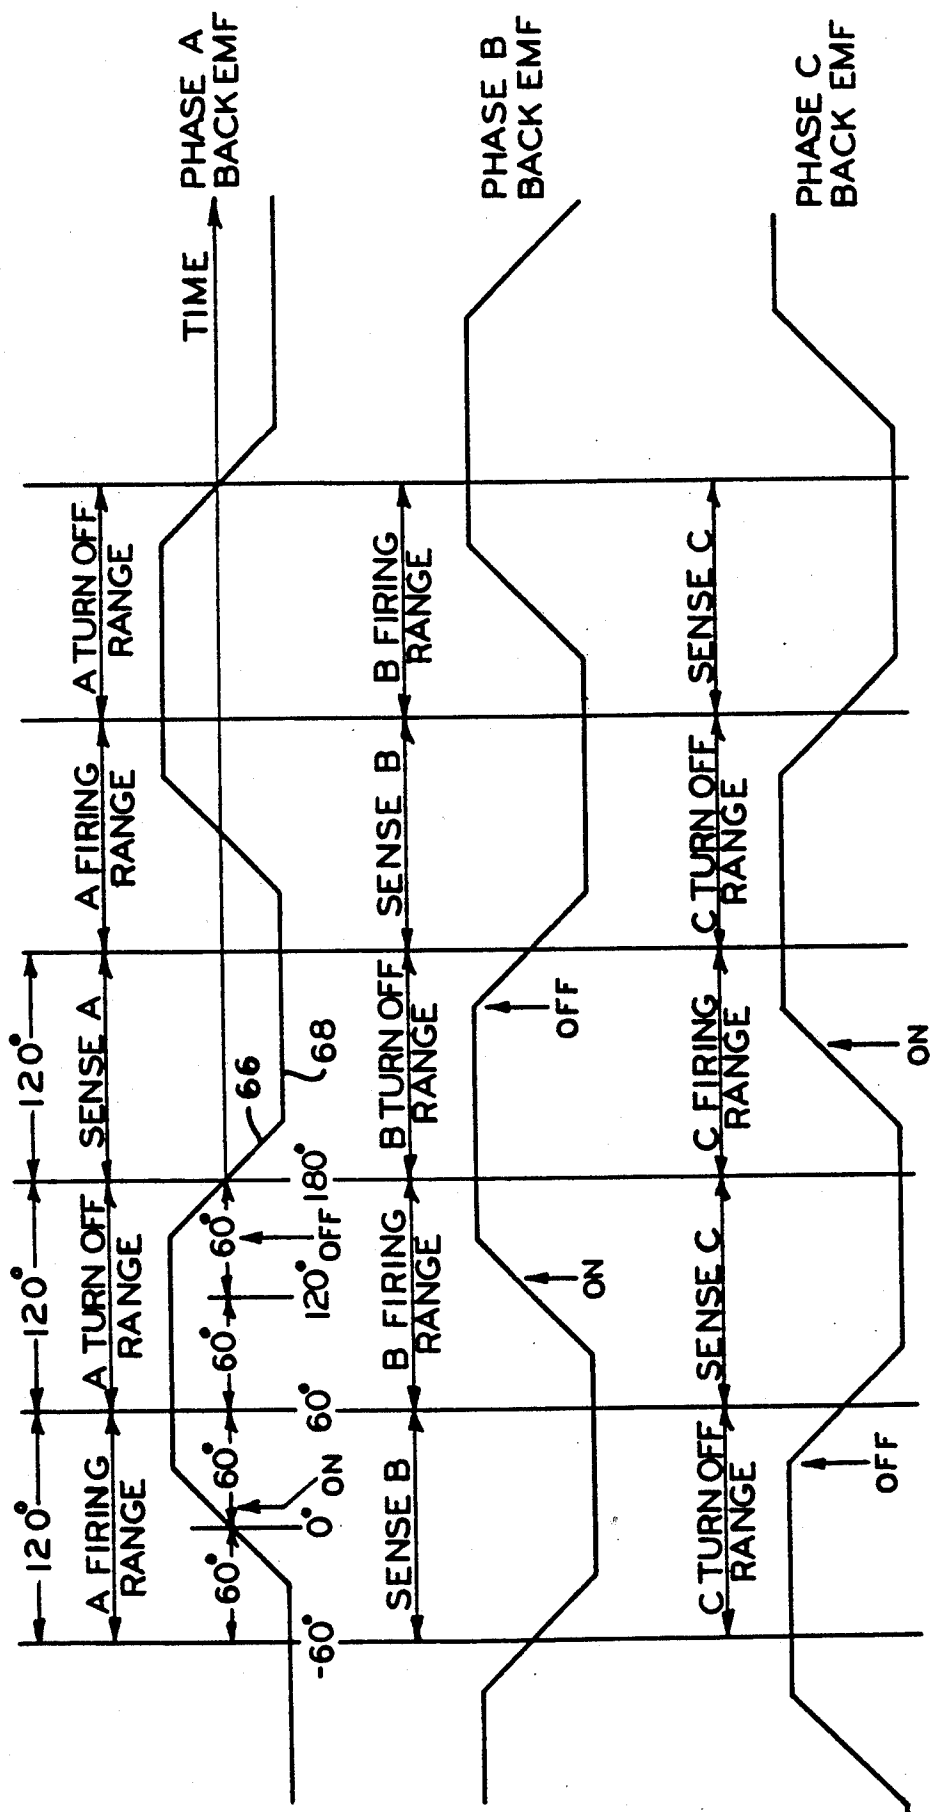 120°
120°
120°
A FIRING
RANGE
A TURN OFF
RANGE
SENSE A
A FIRING
RANGE
A TURN OFF
RANGE
TIME
PHASE A
BACK EMF
60°
60°
60°
60°
66
68
-60°
0°
ON
60°
120°
OFF
180°
SENSE B
B FIRING
RANGE
B TURN OFF
RANGE
SENSE B
B FIRING
RANGE
PHASE B
BACK EMF
ON
OFF
C TURN OFF
RANGE
SENSE C
C FIRING
RANGE
C TURN OFF
RANGE
SENSE C
PHASE C
BACK EMF
OFF
ON